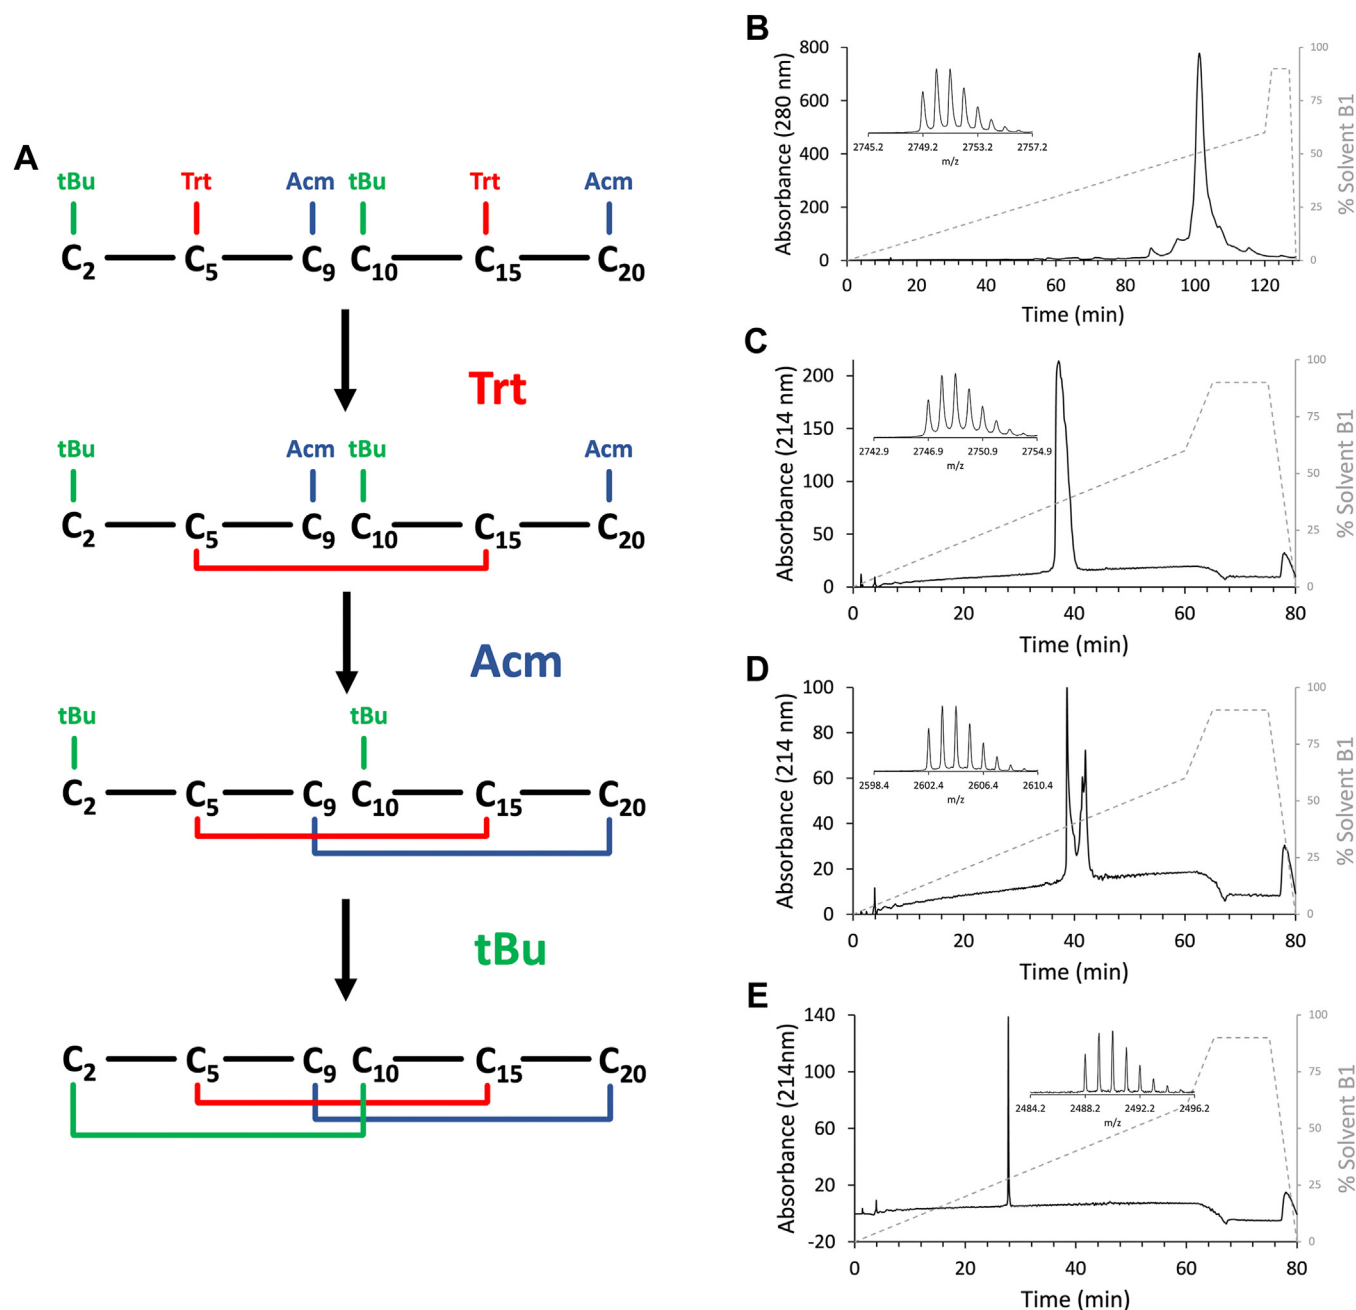 A
tBu Trt Acm tBu Trt Acm
C2 C5 C9 C10 C15 C20
Trt
tBu Acm tBu Acm
C2 C5 C9 C10 C15 C20
Acm
tBu tBu
C2 C5 C9 C10 C15 C20
tBu
C2 C5 C9 C10 C15 C20
B
Absorbance (280 nm)
800
600
400
200
0
2745.2 2749.2 2753.2 2757.2
m/z
100
75
50
25
0
% Solvent B1
0 20 40 60 80 100 120
Time (min)
C
Absorbance (214 nm)
200
150
100
50
0
2742.9 2746.9 2750.9 2754.9
m/z
100
75
50
25
0
% Solvent B1
0 20 40 60 80
Time (min)
D
Absorbance (214 nm)
100
80
60
40
20
0
2598.4 2602.4 2606.4 2610.4
m/z
100
75
50
25
0
% Solvent B1
0 20 40 60 80
Time (min)
E
Absorbance (214nm)
140
100
60
20
-20
2484.2 2488.2 2492.2 2496.2
m/z
100
75
50
25
0
% Solvent B1
0 20 40 60 80
Time (min)